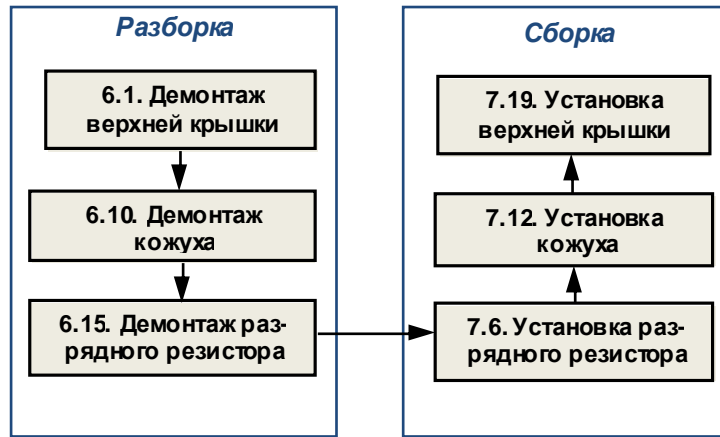 Разборка
6.1. Демонтаж
верхней крышки
6.10. Демонтаж
кожуха
6.15. Демонтаж раз-
рядного резистора
Сборка
7.19. Установка
верхней крышки
7.12. Установка
кожуха
7.6. Установка раз-
рядного резистора